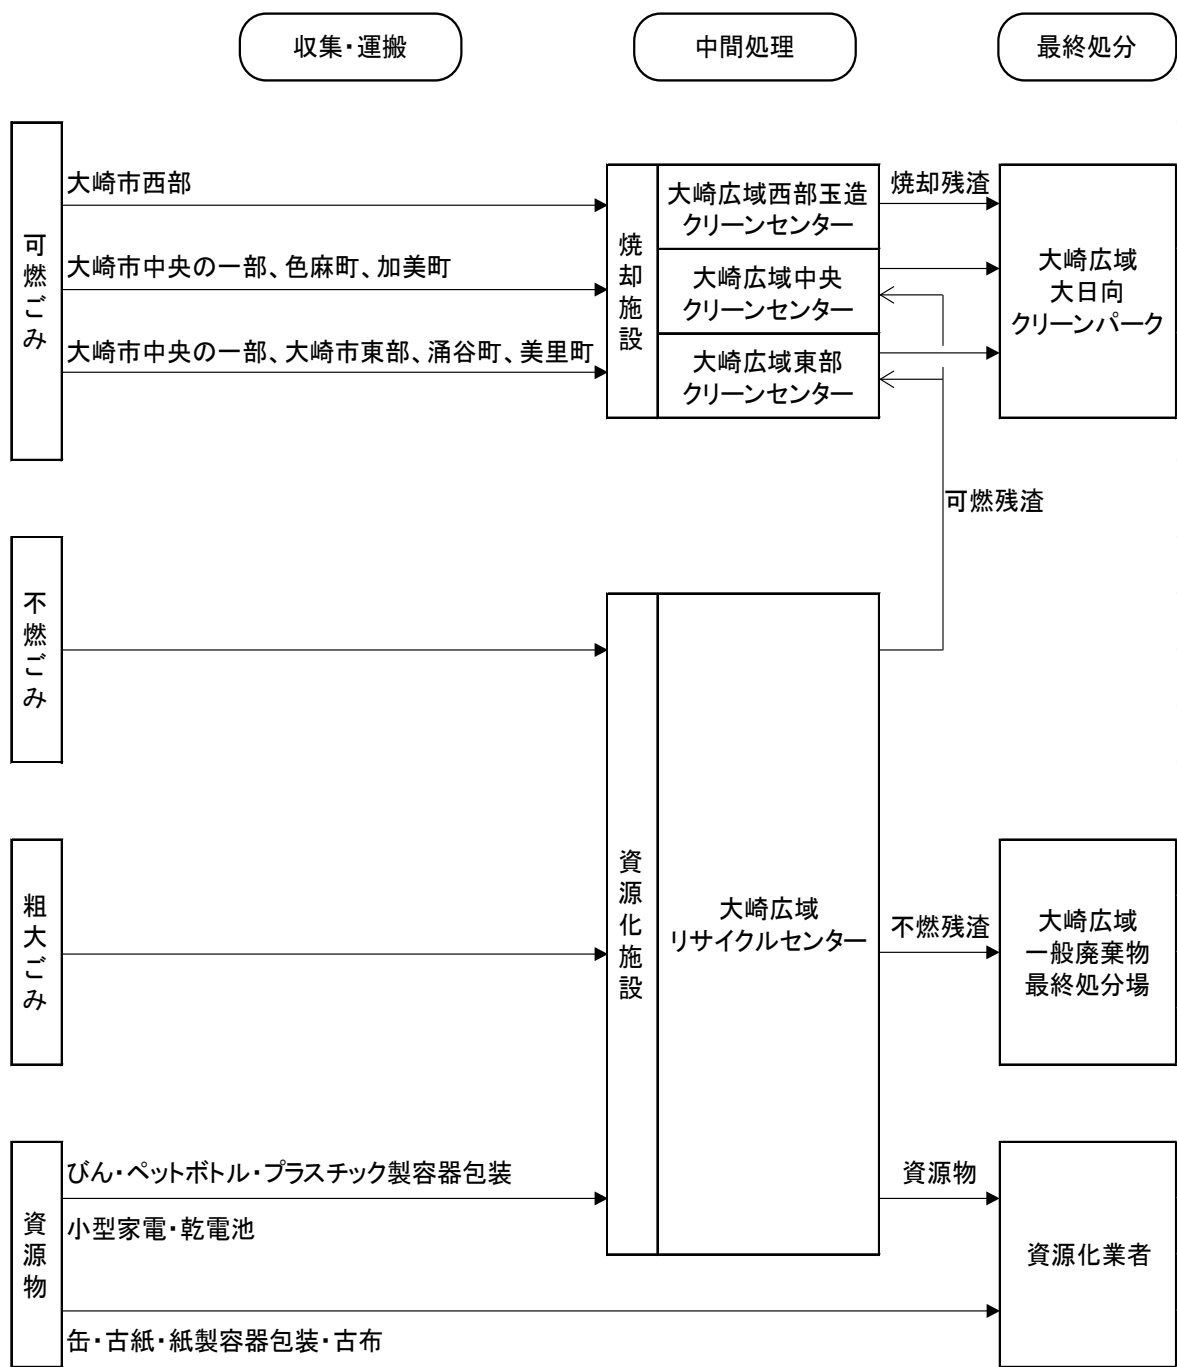 収集・運搬
中間処理
最終処分
可燃ごみ
大崎市西部
大崎市中央の一部、色麻町、加美町
大崎市中央の一部、大崎市東部、涌谷町、美里町
焼却施設
大崎広域西部玉造
クリーンセンター
大崎広域中央
クリーンセンター
大崎広域東部
クリーンセンター
焼却残渣
大崎広域
大日向
クリーンパーク
可燃残渣
不燃ごみ
粗大ごみ
資源化施設
大崎広域
リサイクルセンター
不燃残渣
大崎広域
一般廃棄物
最終処分場
資源物
びん・ペットボトル・プラスチック製容器包装
小型家電・乾電池
缶・古紙・紙製容器包装・古布
資源物
資源化業者